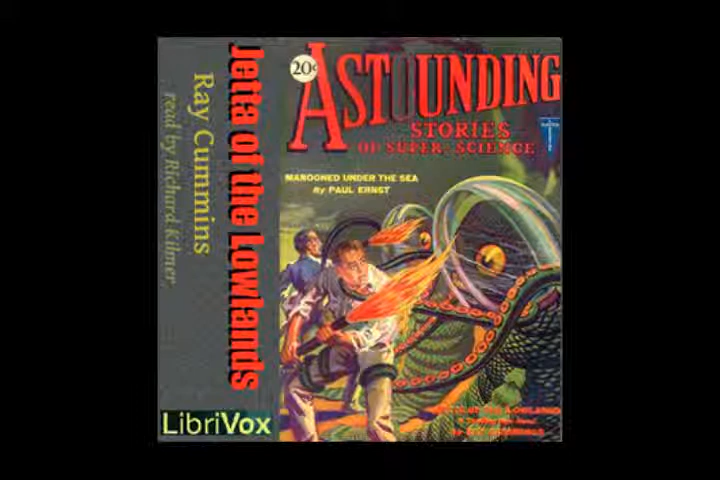 Jetta of the Lowlands
Ray Cummins
read by Richard Kilmer
LibriVox
20¢
ASTOUNDING
STORIES
OF SUPER-SCIENCE
MAROONED UNDER THE SEA
By PAUL ERNST